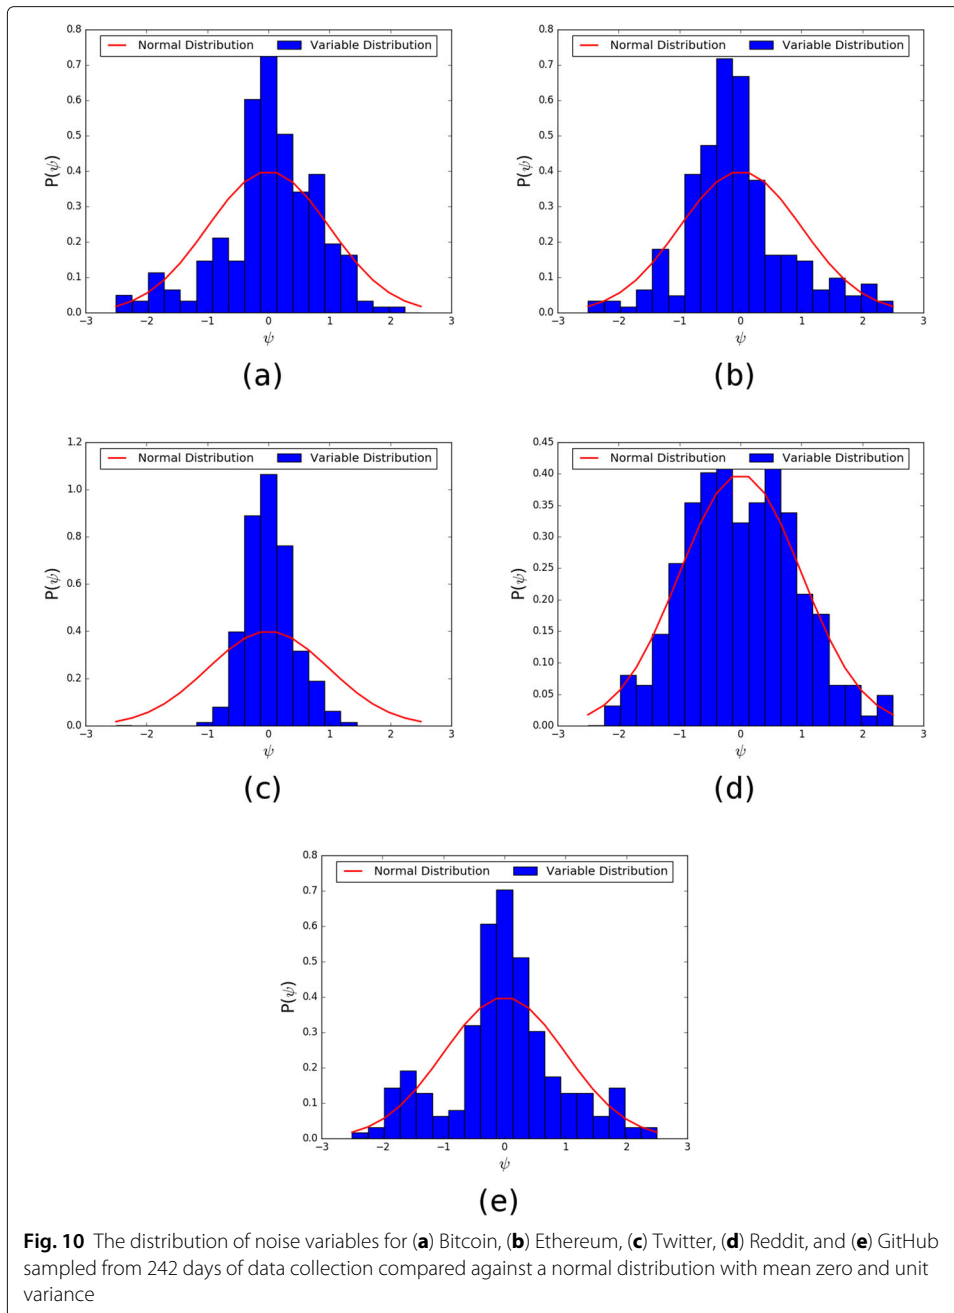 0.8
Normal Distribution Variable Distribution
0.7
0.6
0.5
P(ψ)
0.4
0.3
0.2
0.1
0.0
−3 −2 −1 0 1 2 3
ψ
(a)
0.8
Normal Distribution Variable Distribution
0.7
0.6
0.5
P(ψ)
0.4
0.3
0.2
0.1
0.0
−3 −2 −1 0 1 2 3
ψ
(b)
1.2
Normal Distribution Variable Distribution
1.0
0.8
P(ψ)
0.6
0.4
0.2
0.0
−3 −2 −1 0 1 2 3
ψ
(c)
0.45
Normal Distribution Variable Distribution
0.40
0.35
0.30
0.25
P(ψ)
0.20
0.15
0.10
0.05
0.00
−3 −2 −1 0 1 2 3
ψ
(d)
0.8
Normal Distribution Variable Distribution
0.7
0.6
0.5
P(ψ)
0.4
0.3
0.2
0.1
0.0
−3 −2 −1 0 1 2 3
ψ
(e)
Fig. 10 The distribution of noise variables for (a) Bitcoin, (b) Ethereum, (c) Twitter, (d) Reddit, and (e) GitHub
sampled from 242 days of data collection compared against a normal distribution with mean zero and unit
variance